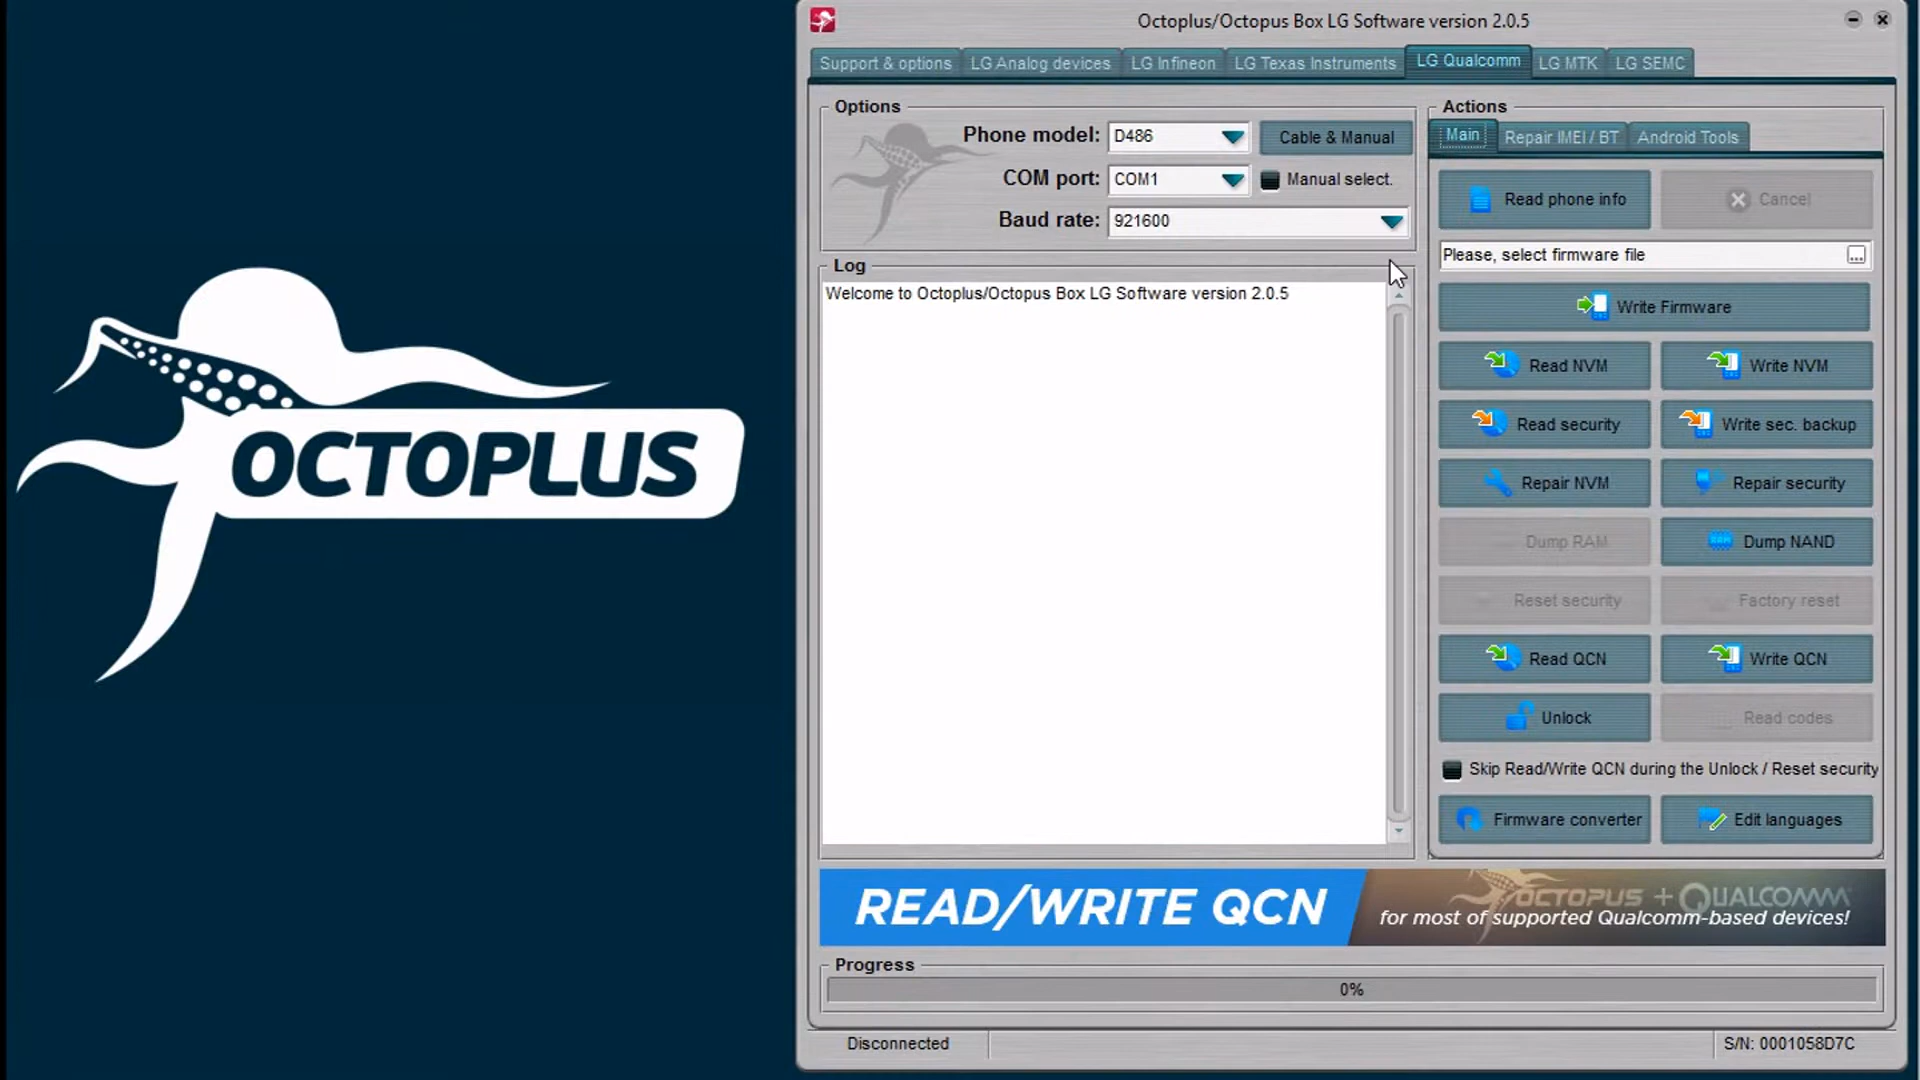 OCTOPLUS
Octoplus/Octopus Box LG Software version 2.0.5
Support & options
LG Analog devices
LG Infineon
LG Texas Instruments
LG Qualcomm
LG MTK
LG SEMC
Options
Phone model:
D486
Cable & Manual
COM port:
COM1
Manual select.
Baud rate:
921600
Log
Welcome to Octoplus/Octopus Box LG Software version 2.0.5
Actions
Main
Repair IMEI / BT
Android Tools
Read phone info
Cancel
Please, select firmware file
...
Write Firmware
Read NVM
Write NVM
Read security
Write sec. backup
Repair NVM
Repair security
Dump RAM
Dump NAND
Reset security
Factory reset
Read QCN
Write QCN
Unlock
Read codes
Skip Read/Write QCN during the Unlock / Reset security
Firmware converter
Edit languages
READ/WRITE QCN
OCTOPUS + QUALCOMM
for most of supported Qualcomm-based devices!
Progress
0%
Disconnected
S/N: 0001058D7C